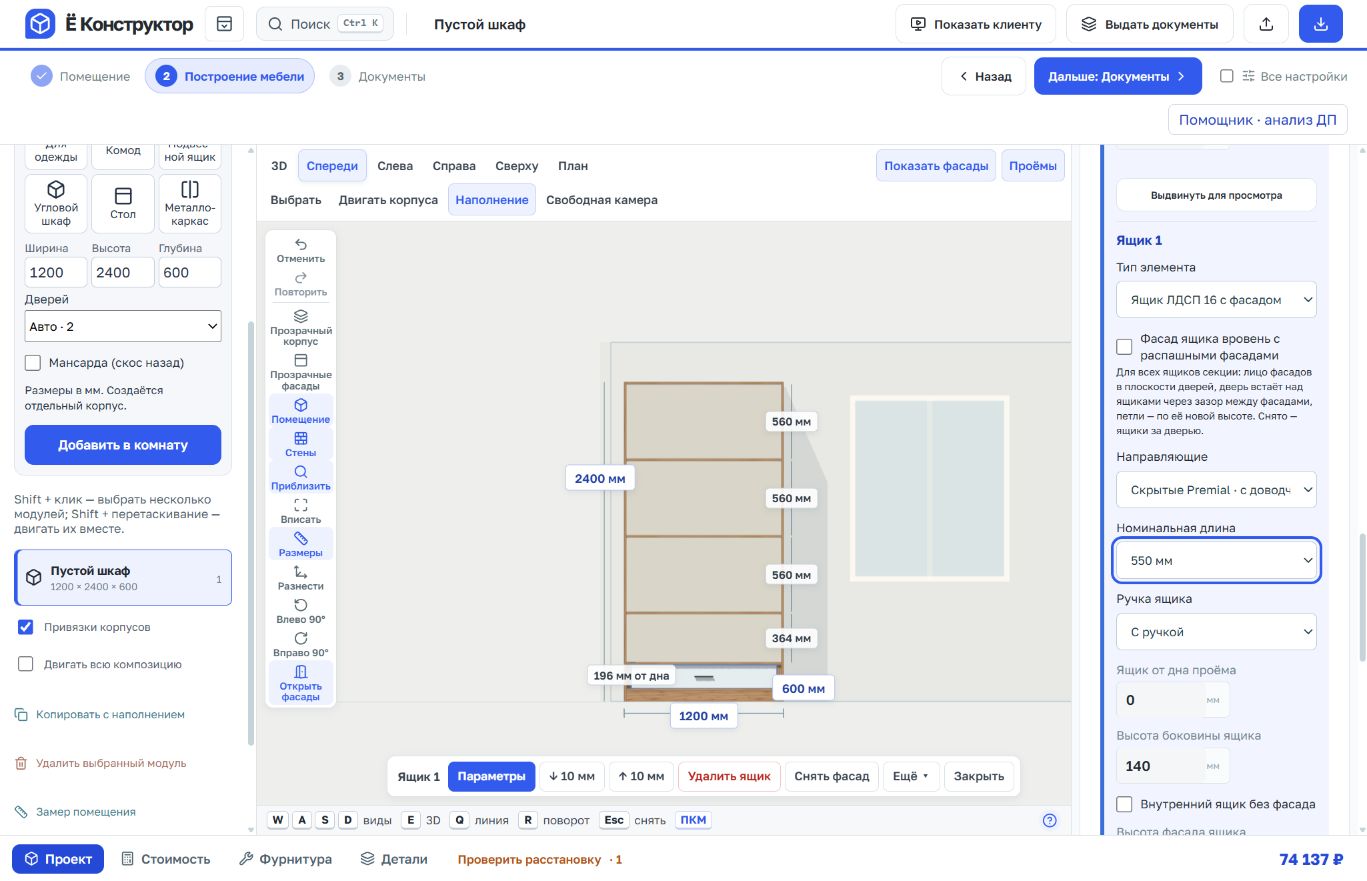 Ё Конструктор
Поиск Ctrl K
Пустой шкаф
Показать клиенту
Выдать документы
Помещение
2 Построение мебели
3 Документы
Назад
Дальше: Документы
Все настройки
Помощник · анализ ДП
одежды
Комод
ной ящик
Угловой шкаф
Стол
Металло-каркас
Ширина Высота Глубина
1200 2400 600
Дверей
Авто · 2
Мансарда (скос назад)
Размеры в мм. Создаётся
отдельный корпус.
Добавить в комнату
Shift + клик — выбрать несколько
модулей; Shift + перетаскивание —
двигать их вместе.
Пустой шкаф
1200 × 2400 × 600
1
Привязки корпусов
Двигать всю композицию
Копировать с наполнением
Удалить выбранный модуль
Замер помещения
3D Спереди Слева Справа Сверху План
Показать фасады Проёмы
Выбрать Двигать корпуса Наполнение Свободная камера
Отменить
Повторить
Прозрачный
корпус
Прозрачные
фасады
Помещение
Стены
Приблизить
Вписать
Размеры
Разнести
Влево 90°
Вправо 90°
Открыть
фасады
560 мм
2400 мм
560 мм
560 мм
364 мм
196 мм от дна
600 мм
1200 мм
Ящик 1 Параметры ↓ 10 мм ↑ 10 мм Удалить ящик Снять фасад Ещё ▾ Закрыть
W A S D виды E 3D Q линия R поворот Esc снять ПКМ
?
Выдвинуть для просмотра
Ящик 1
Тип элемента
Ящик ЛДСП 16 с фасадом
Фасад ящика вровень с
распашными фасадами
Для всех ящиков секции: лицо фасадов
в плоскости дверей, дверь встаёт над
ящиками через зазор между фасадами,
петли — по её новой высоте. Снято —
ящики за дверью.
Направляющие
Скрытые Premial · с доводч
Номинальная длина
550 мм
Ручка ящика
С ручкой
Ящик от дна проёма
0 мм
Высота боковины ящика
140 мм
Внутренний ящик без фасада
Высота фасада ящика
Проект
Стоимость
Фурнитура
Детали
Проверить расстановку · 1
74 137 ₽